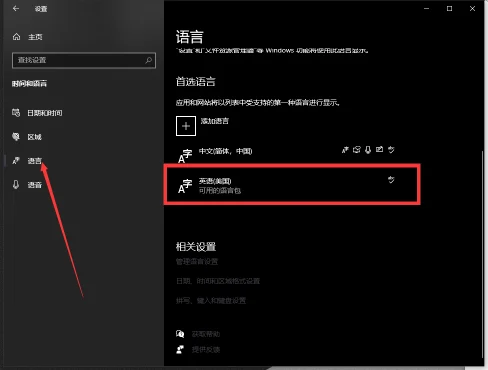 设置
主页
查找设置
时间和语言
日期和时间
区域
语言
语音
语言
"设置"和"文件资源管理器"等 Windows 功能将使用此语言显示。
首选语言
应用和网站将以列表中受支持的第一种语言进行显示。
添加语言
中文(简体，中国)
英语(美国)
可用的语言包
相关设置
管理语言设置
日期、时间和区域格式设置
拼写、键入和键盘设置
获取帮助
提供反馈